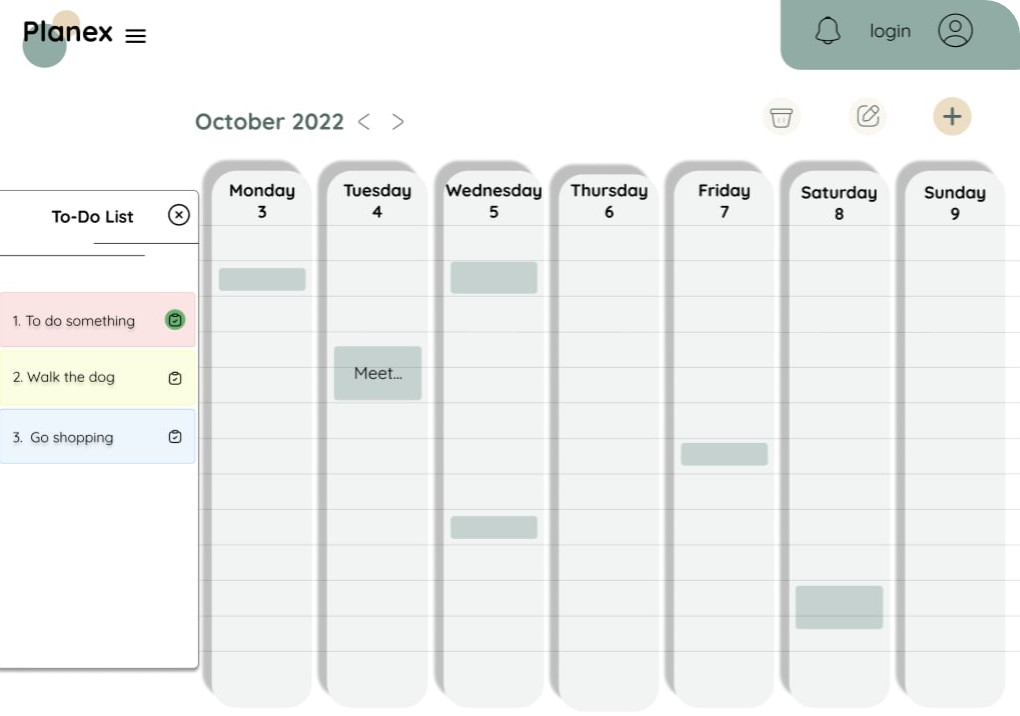 Planex
login
October 2022
Monday
3
Tuesday
4
Wednesday
5
Thursday
6
Friday
7
Saturday
8
Sunday
9
To-Do List
1. To do something
2. Walk the dog
3. Go shopping
Meet...